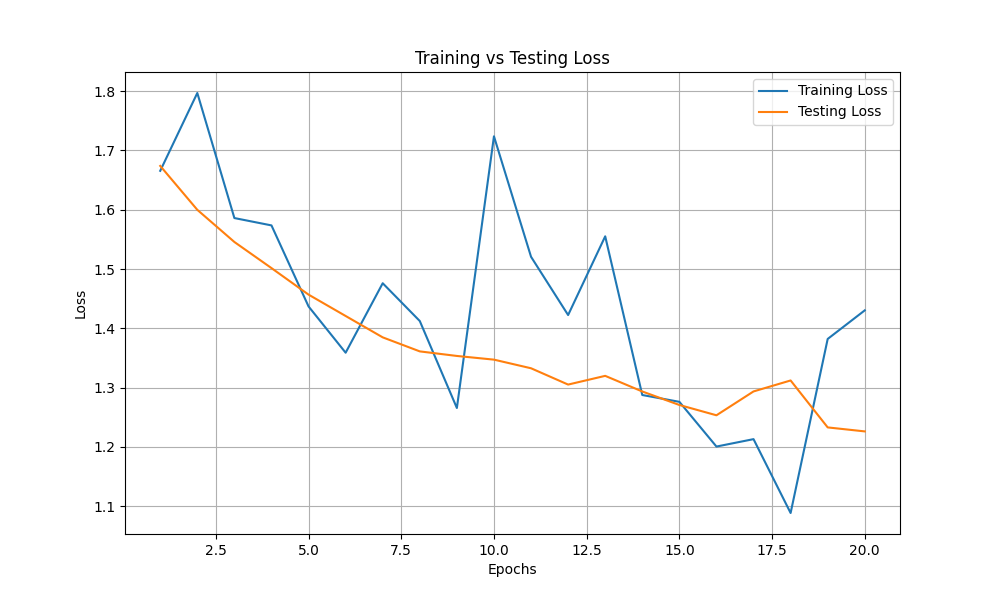 Training vs Testing Loss
Training Loss
Testing Loss
1.8
1.7
1.6
1.5
1.4
1.3
1.2
1.1
Loss
2.5 5.0 7.5 10.0 12.5 15.0 17.5 20.0
Epochs